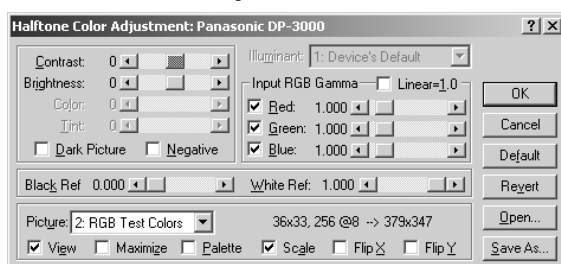 Halftone Color Adjustment: Panasonic DP-3000
Contrast: 0
Brightness: 0
Color: 0
Tint: 0
Dark Picture Negative
Illuminant: 1: Device's Default
Input RGB Gamma Linear=1.0
Red: 1.000
Green: 1.000
Blue: 1.000
OK
Cancel
Default
Revert
Open...
Save As...
Black Ref 0.000 White Ref: 1.000
Picture: 2: RGB Test Colors 36x33, 256 @8 --> 379x347
View Maximize Palette Scale Flip X Flip Y